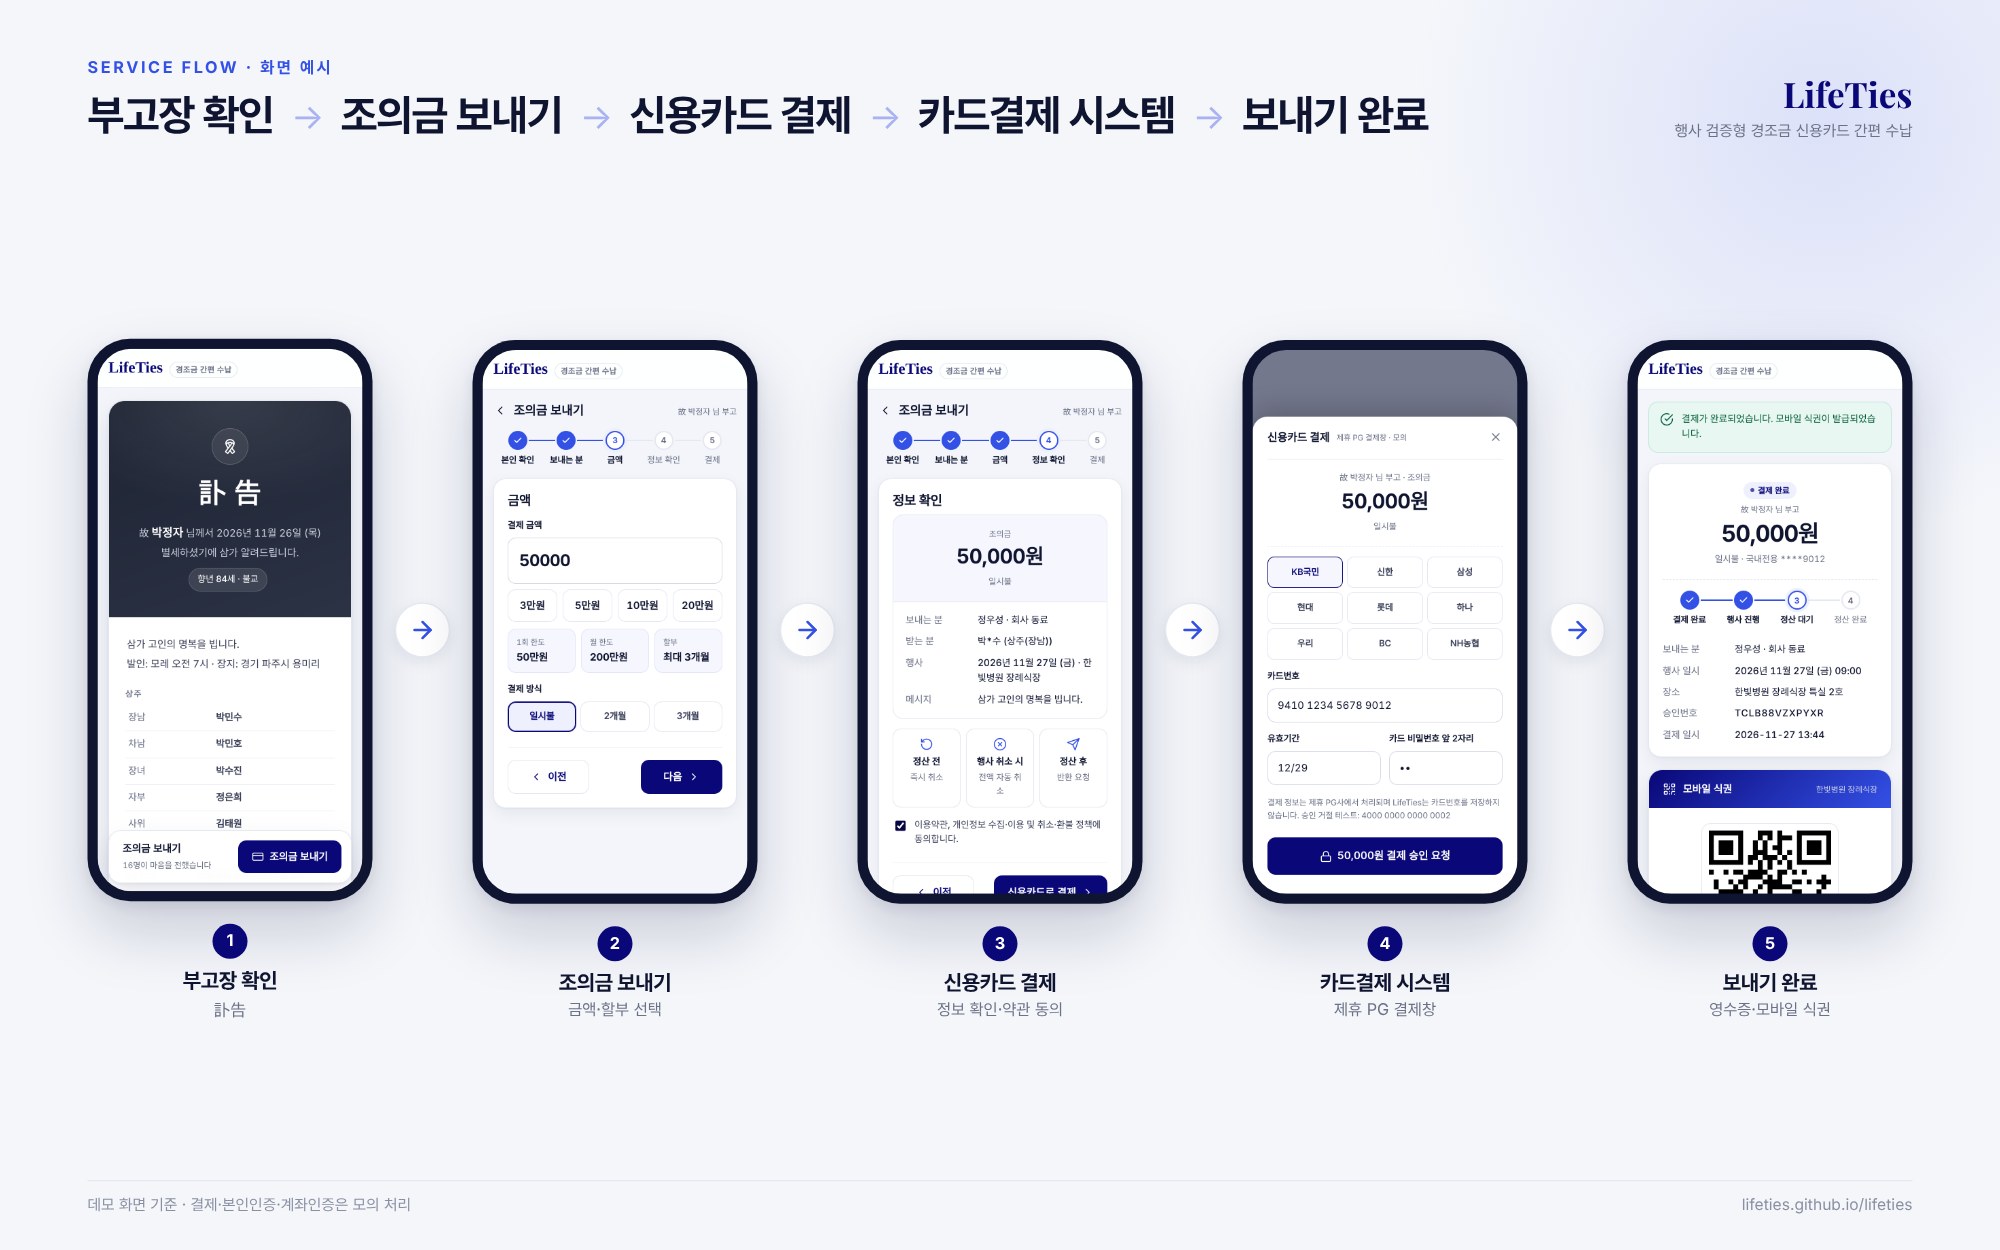 SERVICE FLOW · 화면 예시
부고장 확인 → 조의금 보내기 → 신용카드 결제 → 카드결제 시스템 → 보내기 완료
LifeTies
행사 검증형 경조금 신용카드 간편 수납
LifeTies 경조금 간편 수납
訃告
故 박정자 님께서 2026년 11월 26일 (목)
별세하셨기에 삼가 알려드립니다.
향년 84세 · 불교
삼가 고인의 명복을 빕니다.
발인: 모레 오전 7시 · 장지: 경기 파주시 용미리
상주
장남 박민수
차남 박민호
장녀 박수진
자부 정은희
사위 김태원
조의금 보내기
16명이 마음을 전했습니다
조의금 보내기
1
부고장 확인
訃告
LifeTies 경조금 간편 수납
조의금 보내기 故 박정자 님 부고
3 4 5
본인 확인 보내는 분 금액 정보 확인 결제
금액
결제 금액
50000
3만원 5만원 10만원 20만원
1회 한도 월 한도 할부
50만원 200만원 최대 3개월
결제 방식
일시불 2개월 3개월
이전 다음
2
조의금 보내기
금액·할부 선택
LifeTies 경조금 간편 수납
조의금 보내기 故 박정자 님 부고
4 5
본인 확인 보내는 분 금액 정보 확인 결제
정보 확인
조의금
50,000원
일시불
보내는 분 정우성 · 회사 동료
받는 분 박*수 (상주(장남))
행사 2026년 11월 27일 (금) · 한
빛병원 장례식장
메시지 삼가 고인의 명복을 빕니다.
정산 전 행사 취소 시 정산 후
즉시 취소 전액 자동 취 반환 요청
소
이용약관, 개인정보 수집·이용 및 취소·환불 정책에
동의합니다.
이전 신용카드로 결제
3
신용카드 결제
정보 확인·약관 동의
신용카드 결제 제휴 PG 결제창 · 모의
故 박정자 님 부고 · 조의금
50,000원
일시불
KB국민 신한 삼성
현대 롯데 하나
우리 BC NH농협
카드번호
9410 1234 5678 9012
유효기간 카드 비밀번호 앞 2자리
12/29 ••
결제 정보는 제휴 PG사에서 처리되며 LifeTies는 카드번호를 저장하지
않습니다. 승인 거절 테스트: 4000 0000 0000 0002
50,000원 결제 승인 요청
4
카드결제 시스템
제휴 PG 결제창
LifeTies 경조금 간편 수납
결제가 완료되었습니다. 모바일 식권이 발급되었습
니다.
결제 완료
故 박정자 님 부고
50,000원
일시불 · 국내전용 ****9012
3 4
결제 완료 행사 진행 정산 대기 정산 완료
보내는 분 정우성 · 회사 동료
행사 일시 2026년 11월 27일 (금) 09:00
장소 한빛병원 장례식장 특실 2호
승인번호 TCLB88VZXPYXR
결제 일시 2026-11-27 13:44
모바일 식권 한빛병원 장례식장
5
보내기 완료
영수증·모바일 식권
데모 화면 기준 · 결제·본인인증·계좌인증은 모의 처리
lifeties.github.io/lifeties